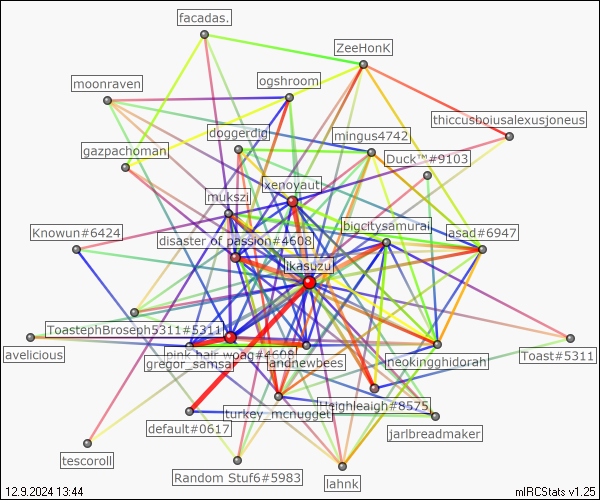 facadas.
ZeeHonK
moonraven
ogshroom
thiccusboiusalexusjoneus
doggerdig
mingus4742
gazpachoman
Duck™#9103
xenoyaut
mukszi
bigcitysamurai
Knowun#6424
asad#6947
disaster of passion#4608
ikasuzu
ToastephBroseph5311#5311
avelicious
pink hair woag#4609
andnewbees
Toast#5311
gregor_samsa
neokingghidorah
Heighleaigh#8575
turkey_mcnugget
default#0617
jarlbreadmaker
tescoroll
Random Stuf6#5983
lahnk
12.9.2024 13:44
mIRCStats v1.25